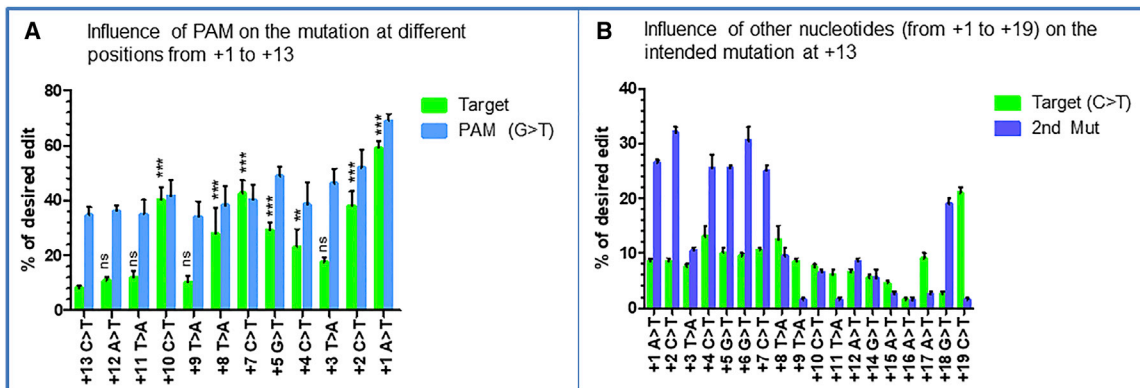 A
Influence of PAM on the mutation at different
positions from +1 to +13
80
60
40
20
0
% of desired edit
Target
PAM (G>T)
ns
ns
***
ns
***
***
***
**
ns
***
***
+13 C>T
+12 A>T
+11 T>A
+10 C>T
+9 T>A
+8 T>A
+7 C>T
+5 G>T
+4 C>T
+3 T>A
+2 C>T
+1 A>T
B
Influence of other nucleotides (from +1 to +19) on the
intended mutation at +13
40
30
20
10
0
% of desired edit
Target (C>T)
2nd Mut
+1 A>T
+2 C>T
+3 T>A
+4 C>T
+5 G>T
+6 G>T
+7 C>T
+8 T>A
+9 T>A
+10 C>T
+11 T>A
+12 A>T
+14 G>T
+15 A>T
+16 A>T
+17 A>T
+18 G>T
+19 C>T